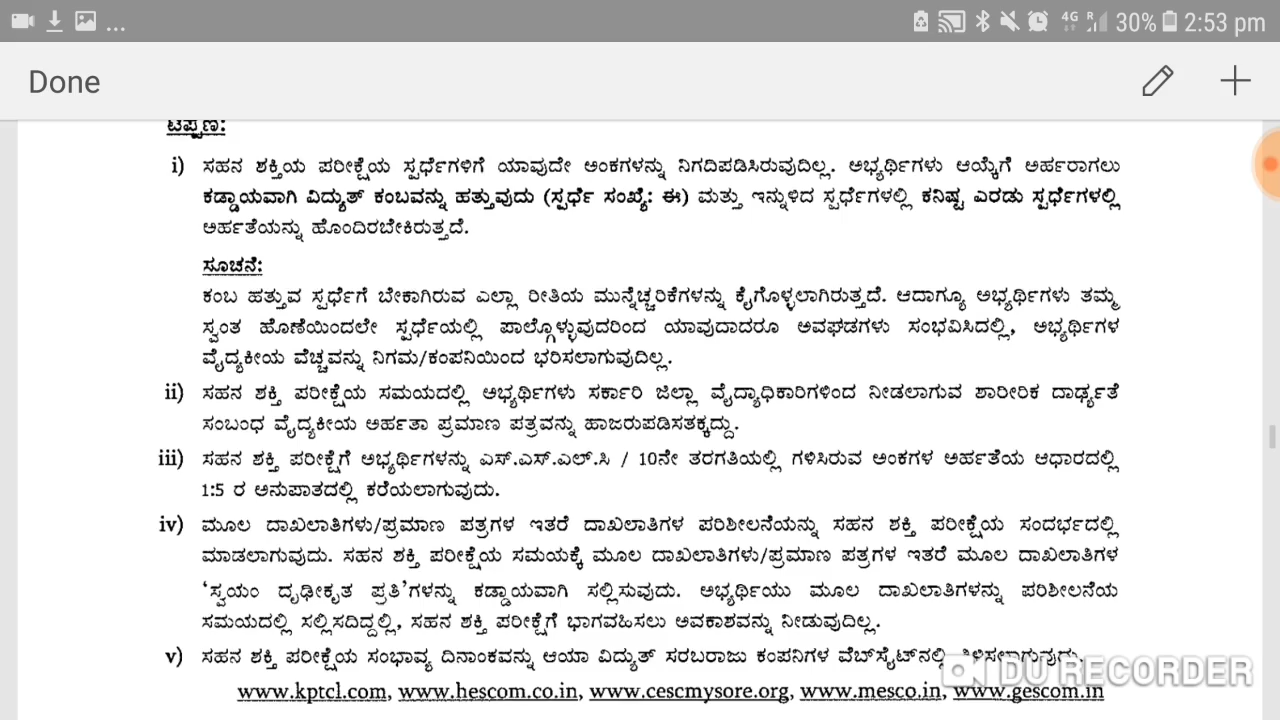 ... 4G R 30% 2:53 pm
Done
ಟಿಪ್ಪಣಿ:
i) ಸಹನ ಶಕ್ತಿಯ ಪರೀಕ್ಷೆಯ ಸ್ಪರ್ಧೆಗಳಿಗೆ ಯಾವುದೇ ಅಂಕಗಳನ್ನು ನಿಗದಿಪಡಿಸಿರುವುದಿಲ್ಲ. ಅಭ್ಯರ್ಥಿಗಳು ಆಯ್ಕೆಗೆ ಅರ್ಹರಾಗಲು
ಕಡ್ಡಾಯವಾಗಿ ವಿದ್ಯುತ್ ಕಂಬವನ್ನು ಹತ್ತುವುದು (ಸ್ಪರ್ಧೆ ಸಂಖ್ಯೆ: ಈ) ಮತ್ತು ಇನ್ನುಳಿದ ಸ್ಪರ್ಧೆಗಳಲ್ಲಿ ಕನಿಷ್ಟ ಎರಡು ಸ್ಪರ್ಧೆಗಳಲ್ಲಿ
ಅರ್ಹತೆಯನ್ನು ಹೊಂದಿರಬೇಕಿರುತ್ತದೆ.
ಸೂಚನೆ:
ಕಂಬ ಹತ್ತುವ ಸ್ಪರ್ಧೆಗೆ ಬೇಕಾಗಿರುವ ಎಲ್ಲಾ ರೀತಿಯ ಮುನ್ನೆಚ್ಚರಿಕೆಗಳನ್ನು ಕೈಗೊಳ್ಳಲಾಗಿರುತ್ತದೆ. ಆದಾಗ್ಯೂ ಅಭ್ಯರ್ಥಿಗಳು ತಮ್ಮ
ಸ್ವಂತ ಹೊಣೆಯಿಂದಲೇ ಸ್ಪರ್ಧೆಯಲ್ಲಿ ಪಾಲ್ಗೊಳ್ಳುವುದರಿಂದ ಯಾವುದಾದರೂ ಅವಘಡಗಳು ಸಂಭವಿಸಿದಲ್ಲಿ, ಅಭ್ಯರ್ಥಿಗಳ
ವೈದ್ಯಕೀಯ ವೆಚ್ಚವನ್ನು ನಿಗಮ/ಕಂಪನಿಯಿಂದ ಭರಿಸಲಾಗುವುದಿಲ್ಲ.
ii) ಸಹನ ಶಕ್ತಿ ಪರೀಕ್ಷೆಯ ಸಮಯದಲ್ಲಿ ಅಭ್ಯರ್ಥಿಗಳು ಸರ್ಕಾರಿ ಜಿಲ್ಲಾ ವೈದ್ಯಾಧಿಕಾರಿಗಳಿಂದ ನೀಡಲಾಗುವ ಶಾರೀರಿಕ ದಾರ್ಢ್ಯತೆ
ಸಂಬಂಧ ವೈದ್ಯಕೀಯ ಅರ್ಹತಾ ಪ್ರಮಾಣ ಪತ್ರವನ್ನು ಹಾಜರುಪಡಿಸತಕ್ಕದ್ದು.
iii) ಸಹನ ಶಕ್ತಿ ಪರೀಕ್ಷೆಗೆ ಅಭ್ಯರ್ಥಿಗಳನ್ನು ಎಸ್.ಎಸ್.ಎಲ್.ಸಿ / 10ನೇ ತರಗತಿಯಲ್ಲಿ ಗಳಿಸಿರುವ ಅಂಕಗಳ ಅರ್ಹತೆಯ ಆಧಾರದಲ್ಲಿ
1:5 ರ ಅನುಪಾತದಲ್ಲಿ ಕರೆಯಲಾಗುವುದು.
iv) ಮೂಲ ದಾಖಲಾತಿಗಳು/ಪ್ರಮಾಣ ಪತ್ರಗಳ ಇತರೆ ದಾಖಲಾತಿಗಳ ಪರಿಶೀಲನೆಯನ್ನು ಸಹನ ಶಕ್ತಿ ಪರೀಕ್ಷೆಯ ಸಂದರ್ಭದಲ್ಲಿ
ಮಾಡಲಾಗುವುದು. ಸಹನ ಶಕ್ತಿ ಪರೀಕ್ಷೆಯ ಸಮಯಕ್ಕೆ ಮೂಲ ದಾಖಲಾತಿಗಳು/ಪ್ರಮಾಣ ಪತ್ರಗಳ ಇತರೆ ಮೂಲ ದಾಖಲಾತಿಗಳ
‘ಸ್ವಯಂ ದೃಢೀಕೃತ ಪ್ರತಿ’ಗಳನ್ನು ಕಡ್ಡಾಯವಾಗಿ ಸಲ್ಲಿಸುವುದು. ಅಭ್ಯರ್ಥಿಯು ಮೂಲ ದಾಖಲಾತಿಗಳನ್ನು ಪರಿಶೀಲನೆಯ
ಸಮಯದಲ್ಲಿ ಸಲ್ಲಿಸದಿದ್ದಲ್ಲಿ, ಸಹನ ಶಕ್ತಿ ಪರೀಕ್ಷೆಗೆ ಭಾಗವಹಿಸಲು ಅವಕಾಶವನ್ನು ನೀಡುವುದಿಲ್ಲ.
v) ಸಹನ ಶಕ್ತಿ ಪರೀಕ್ಷೆಯ ಸಂಭಾವ್ಯ ದಿನಾಂಕವನ್ನು ಆಯಾ ವಿದ್ಯುತ್ ಸರಬರಾಜು ಕಂಪನಿಗಳ ವೆಬ್‌ಸೈಟ್‌ನಲ್ಲಿ ತಿಳಿಸಲಾಗುವುದು.
www.kptcl.com, www.hescom.co.in, www.cescmysore.org, www.mesco.in, www.gescom.in
DU RECORDER